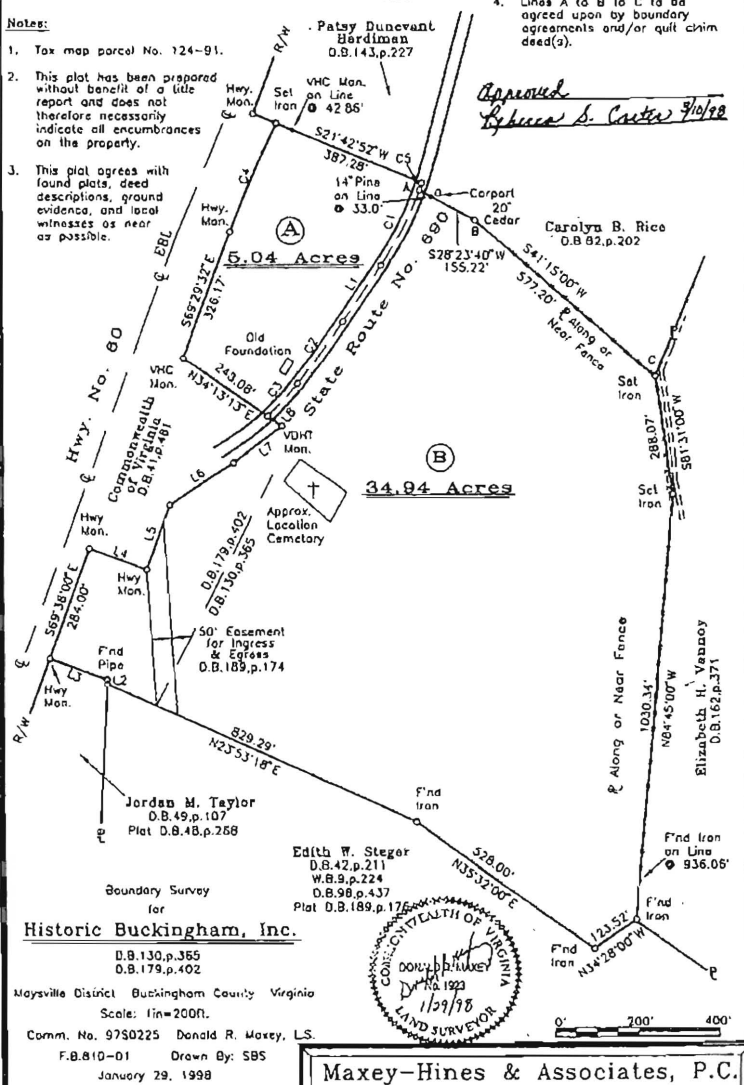 Notes:
1. Tax map parcel No. 124-91.
2. This plat has been prepared
without benefit of a title
report and does not
therefore necessarily
indicate all encumbrances
on the property.
3. This plat agrees with
found plats, deed
descriptions, ground
evidence, and local
witnesses as near
as possible.
4. Lines A to B to C to be
agreed upon by boundary
agreements and/or quit claim
deed(s).
Approved
Rebecca S. Carter 3/10/98
Patsy Dunevant
Hardiman
D.B.143,p.227
R/W
Hwy.
Mon.
Set
Iron
VHC Mon.
on Line
@ 42.86'
S21°42'52"W
387.28'
C5
A
14" Pine
on Line
@ 33.0'
Carport
20"
Cedar
B
S28°23'40"W
155.22'
Carolyn B. Rice
D.B.82,p.202
S41°15'00"W
577.20'
P Along or
Near Fence
P
C
Set
Iron
288.07'
S81°31'00"W
Set
Iron
C4
Hwy.
Mon.
EBL
A
5.04 Acres
S69°29'32"E
326.17'
C1
L1
C2
C3
L8
State Route No. 690
Old
Foundation
VHC
Mon.
243.08'
N34°13'13"E
VDHT
Mon.
L7
L6
L5
L4
Hwy. No. 60
Commonwealth
of Virginia
D.B.41,p.481
B
34.94 Acres
Approx.
Location
Cemetary
D.B.179,p.402
D.B.130,p.365
Hwy
Mon.
Hwy
Mon.
S69°38'00"E
284.00'
50' Easement
for Ingress
& Egress
D.B.189,p.174
F'nd
Pipe
L2
L3
Hwy
Mon.
R/W
829.29'
N23°53'18"E
P Along or Near Fence
1030.34'
N84°45'00"W
Elizabeth H. Vannoy
D.B.162,p.371
Jordan M. Taylor
D.B.49,p.107
Plat D.B.48,p.268
P
F'nd
Iron
528.00'
N35°32'00"E
Edith W. Steger
D.B.42,p.211
W.B.9,p.224
D.B.98,p.437
Plat D.B.189,p.176
F'nd Iron
on Line
@ 936.06'
F'nd
Iron
123.52'
N34°28'00"W
F'nd
Iron
P
Boundary Survey
for
Historic Buckingham, Inc.
D.B.130,p.365
D.B.179,p.402
Maysville District Buckingham County Virginia
Scale: 1in=200ft.
Comm. No. 9750225 Donald R. Maxey, L.S.
F.B.810-01 Drawn By: SBS
January 29, 1998
COMMONWEALTH OF VIRGINIA
No. 1923
1/29/98
LAND SURVEYOR
0' 200' 400'
Maxey-Hines & Associates, P.C.